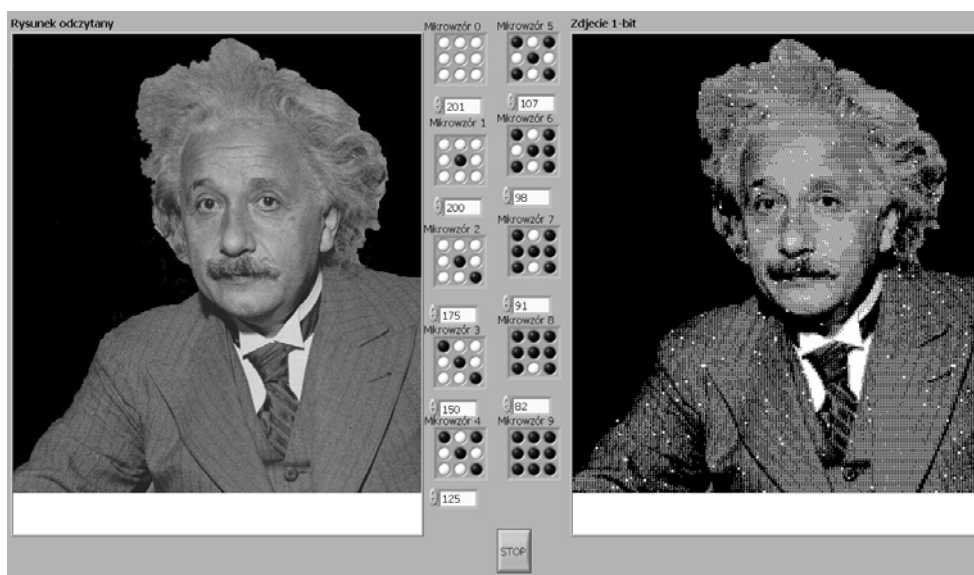 Rysunek odczytany
Mikrowzór 0
201
Mikrowzór 1
200
Mikrowzór 2
175
Mikrowzór 3
150
Mikrowzór 4
125
Mikrowzór 5
107
Mikrowzór 6
98
Mikrowzór 7
91
Mikrowzór 8
82
Mikrowzór 9
STOP
Zdjecie 1-bit